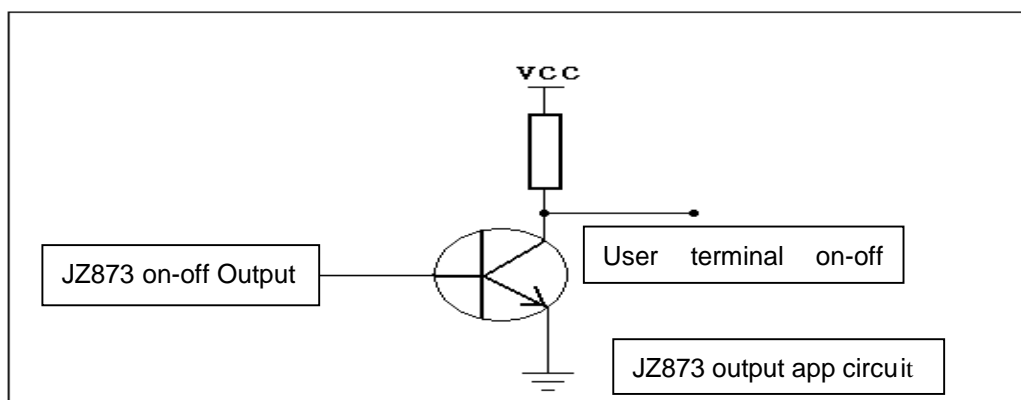 VCC
JZ873 on-off Output
User terminal on-off
JZ873 output app circuit